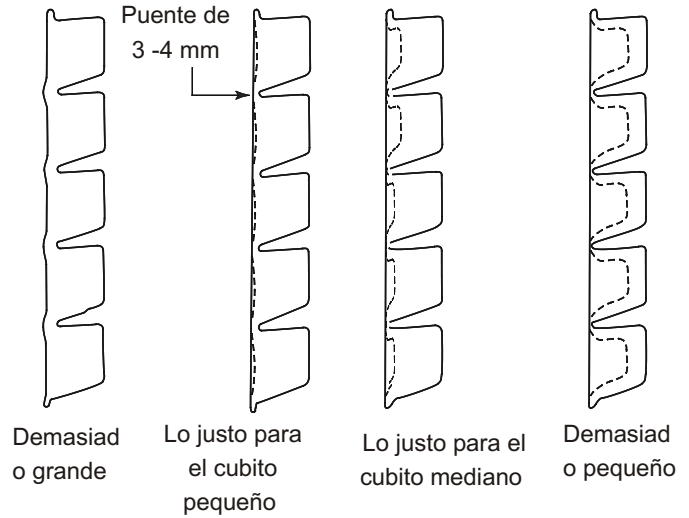 Puente de
3 -4 mm
Demasiad
o grande
Lo justo para
el cubito
pequeño
Lo justo para el
cubito mediano
Demasiad
o pequeño